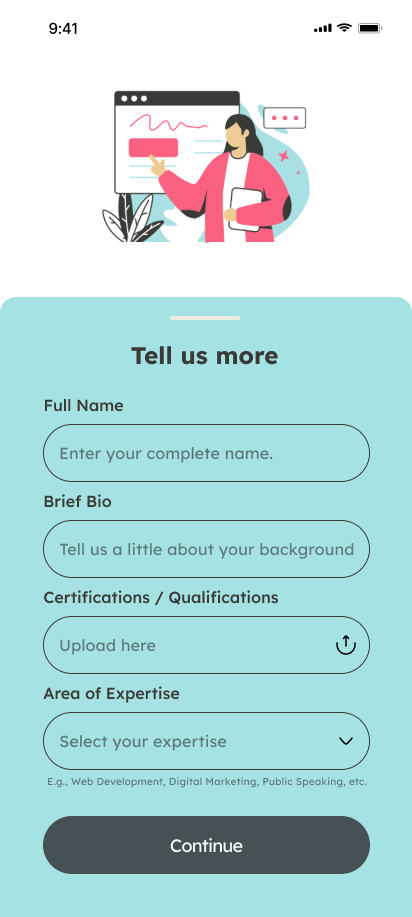 9:41
Tell us more
Full Name
Enter your complete name.
Brief Bio
Tell us a little about your background
Certifications / Qualifications
Upload here
Area of Expertise
Select your expertise
E.g., Web Development, Digital Marketing, Public Speaking, etc.
Continue